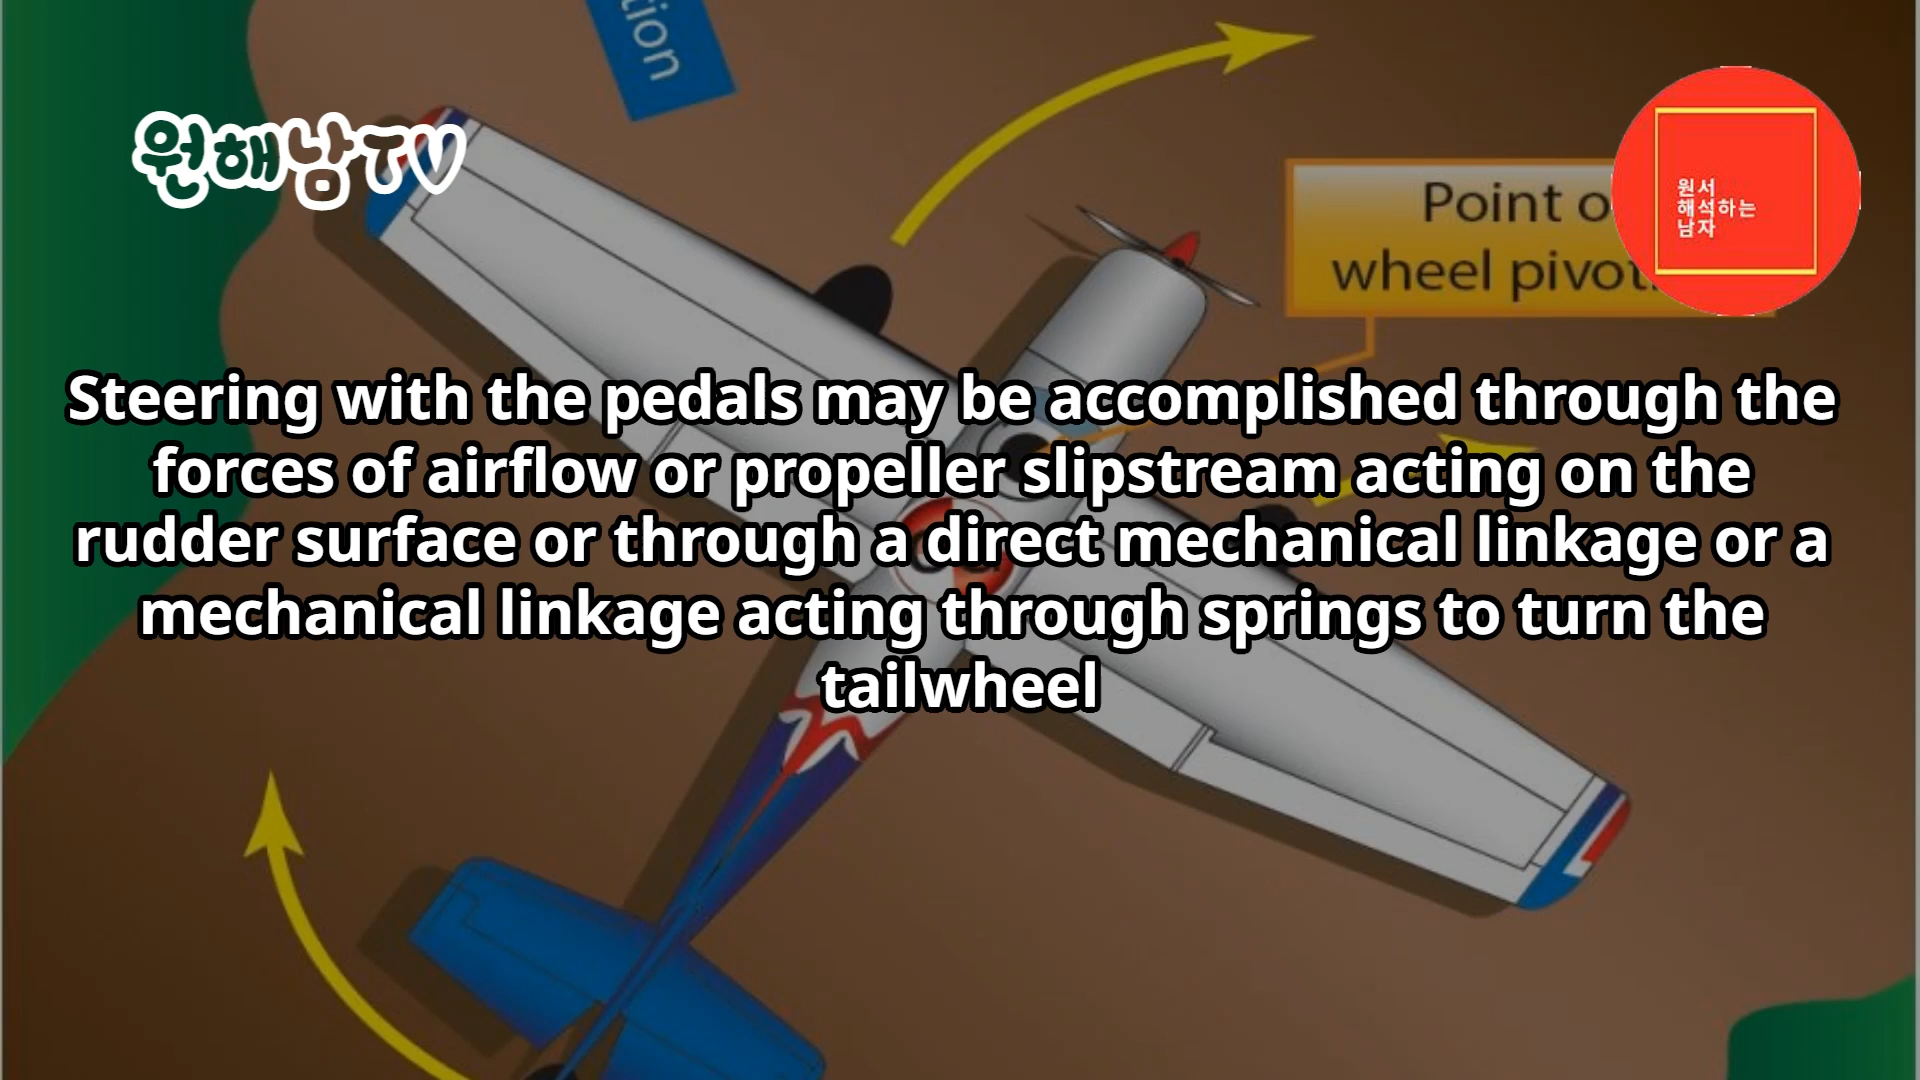 tion
원해남TV
Point o
wheel pivot
원서
해석하는
남자
Steering with the pedals may be accomplished through the
forces of airflow or propeller slipstream acting on the
rudder surface or through a direct mechanical linkage or a
mechanical linkage acting through springs to turn the
tailwheel